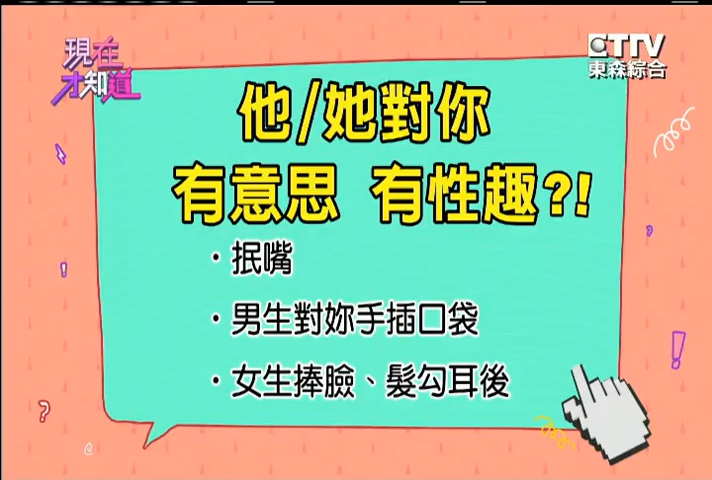 現在
才知道
ETTV
東森綜合
他/她對你
有意思 有性趣?!
·抿嘴
·男生對妳手插口袋
·女生捧臉、髮勾耳後